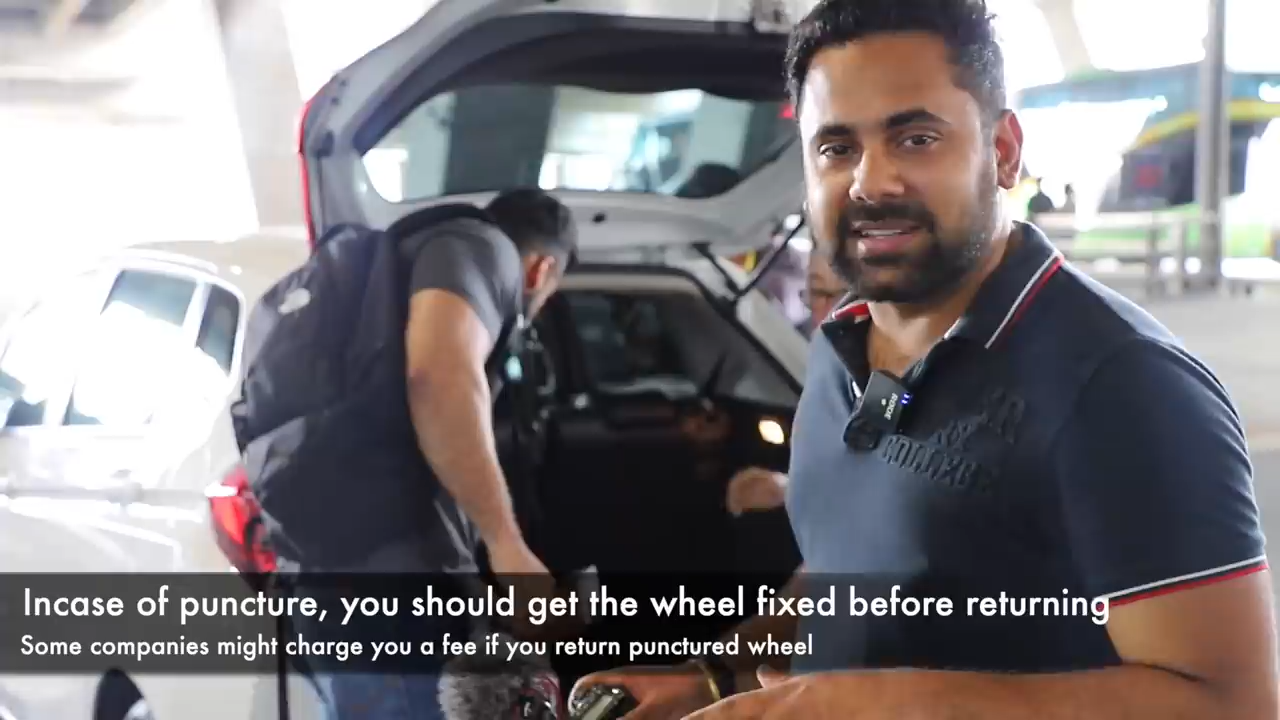 Incase of puncture, you should get the wheel fixed before returning
Some companies might charge you a fee if you return punctured wheel
RODE